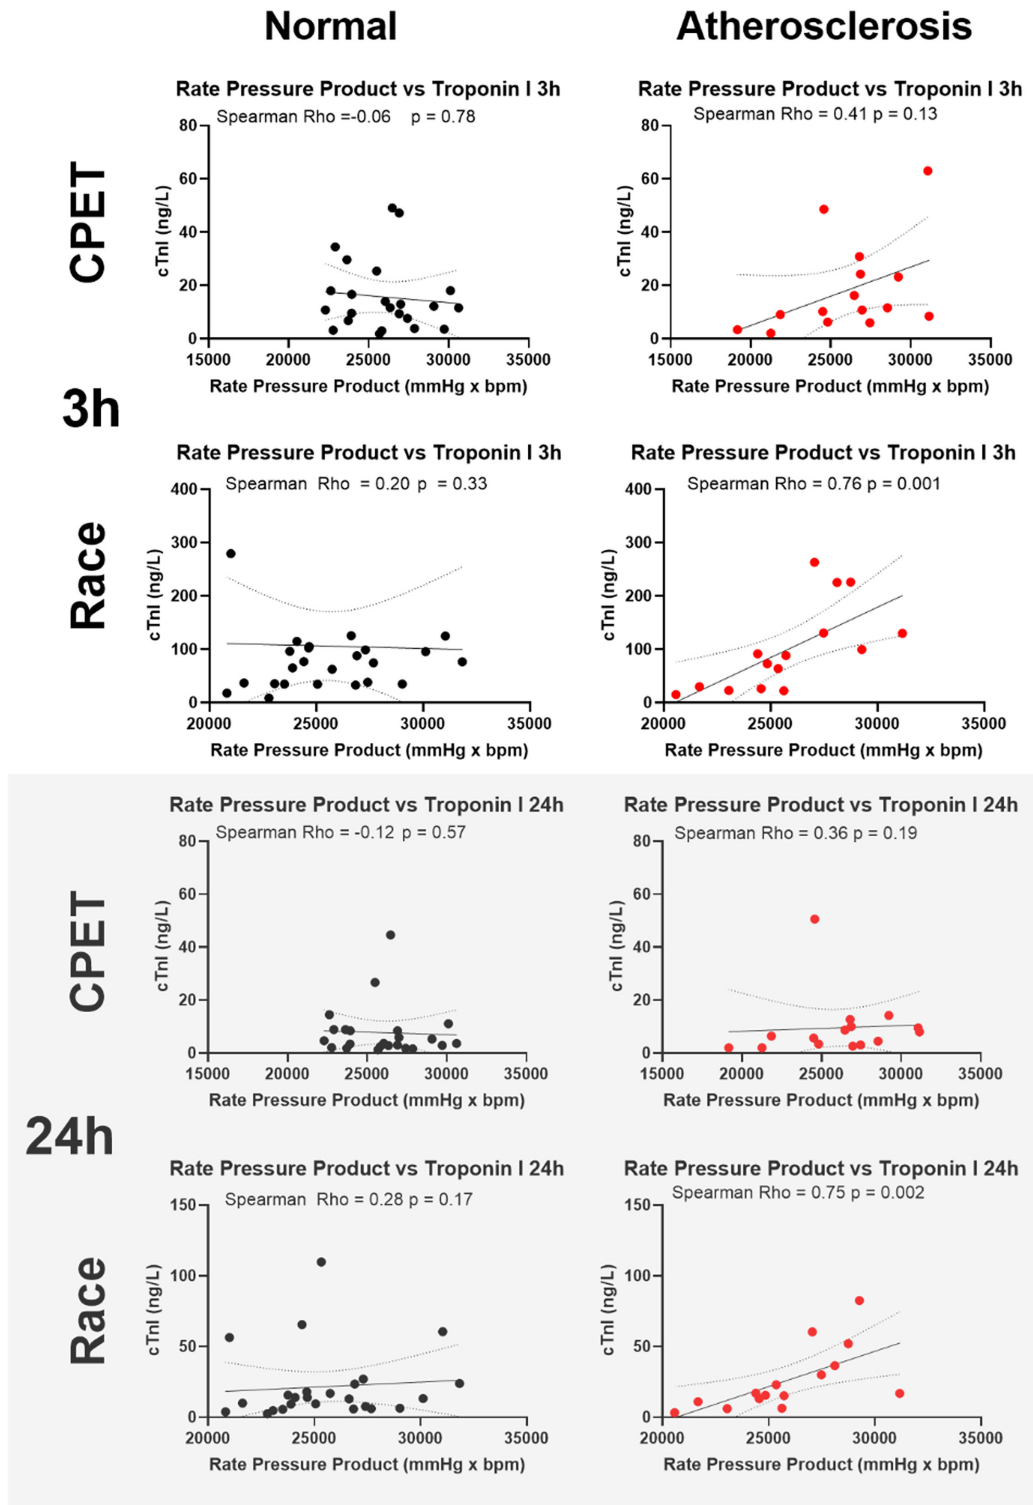 Normal
Atherosclerosis
CPET
3h
Race
Rate Pressure Product vs Troponin I 3h
Spearman Rho =-0.06 p = 0.78
cTnI (ng/L)
80
60
40
20
0
15000 20000 25000 30000 35000
Rate Pressure Product (mmHg x bpm)
Rate Pressure Product vs Troponin I 3h
Spearman Rho = 0.41 p = 0.13
cTnI (ng/L)
80
60
40
20
0
15000 20000 25000 30000 35000
Rate Pressure Product (mmHg x bpm)
Rate Pressure Product vs Troponin I 3h
Spearman Rho = 0.20 p = 0.33
cTnI (ng/L)
400
300
200
100
0
20000 25000 30000 35000
Rate Pressure Product (mmHg x bpm)
Rate Pressure Product vs Troponin I 3h
Spearman Rho = 0.76 p = 0.001
cTnI (ng/L)
400
300
200
100
0
20000 25000 30000 35000
Rate Pressure Product (mmHg x bpm)
CPET
24h
Race
Rate Pressure Product vs Troponin I 24h
Spearman Rho = -0.12 p = 0.57
cTnI (ng/L)
80
60
40
20
0
15000 20000 25000 30000 35000
Rate Pressure Product (mmHg x bpm)
Rate Pressure Product vs Troponin I 24h
Spearman Rho = 0.36 p = 0.19
cTnI (ng/L)
80
60
40
20
0
15000 20000 25000 30000 35000
Rate Pressure Product (mmHg x bpm)
Rate Pressure Product vs Troponin I 24h
Spearman Rho = 0.28 p = 0.17
cTnI (ng/L)
150
100
50
0
20000 25000 30000 35000
Rate Pressure Product (mmHg x bpm)
Rate Pressure Product vs Troponin I 24h
Spearman Rho = 0.75 p = 0.002
cTnI (ng/L)
150
100
50
0
20000 25000 30000 35000
Rate Pressure Product (mmHg x bpm)